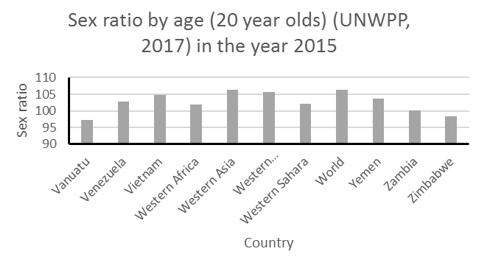 Sex ratio by age (20 year olds) (UNWPP,
2017) in the year 2015
110
105
100
95
90
Sex ratio
Vanuatu
Venezuela
Vietnam
Western Africa
Western Asia
Western...
Western Sahara
World
Yemen
Zambia
Zimbabwe
Country